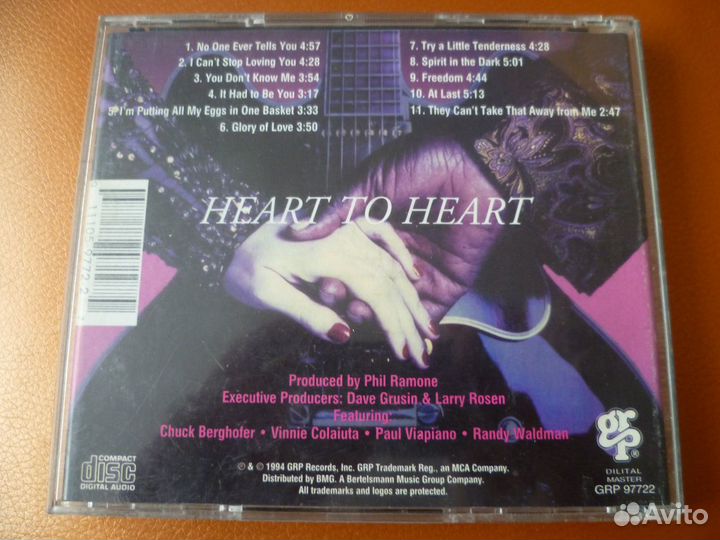 1. No One Ever Tells You 4:57
2. I Can't Stop Loving You 4:28
3. You Don't Know Me 3:54
4. It Had to Be You 3:17
5. I'm Putting All My Eggs in One Basket 3:33
6. Glory of Love 3:50
7. Try a Little Tenderness 4:28
8. Spirit in the Dark 5:01
9. Freedom 4:44
10. At Last 5:13
11. They Can't Take That Away from Me 2:47
HEART TO HEART
Produced by Phil Ramone
Executive Producers: Dave Grusin & Larry Rosen
Featuring:
Chuck Berghofer • Vinnie Colaiuta • Paul Viapiano • Randy Waldman
COMPACT
disc
DIGITAL AUDIO
℗ & © 1994 GRP Records, Inc. GRP Trademark Reg., an MCA Company.
Distributed by BMG. A Bertelsmann Music Group Company.
All trademarks and logos are protected.
grp®
DILITAL
MASTER
GRP 97722
Avito